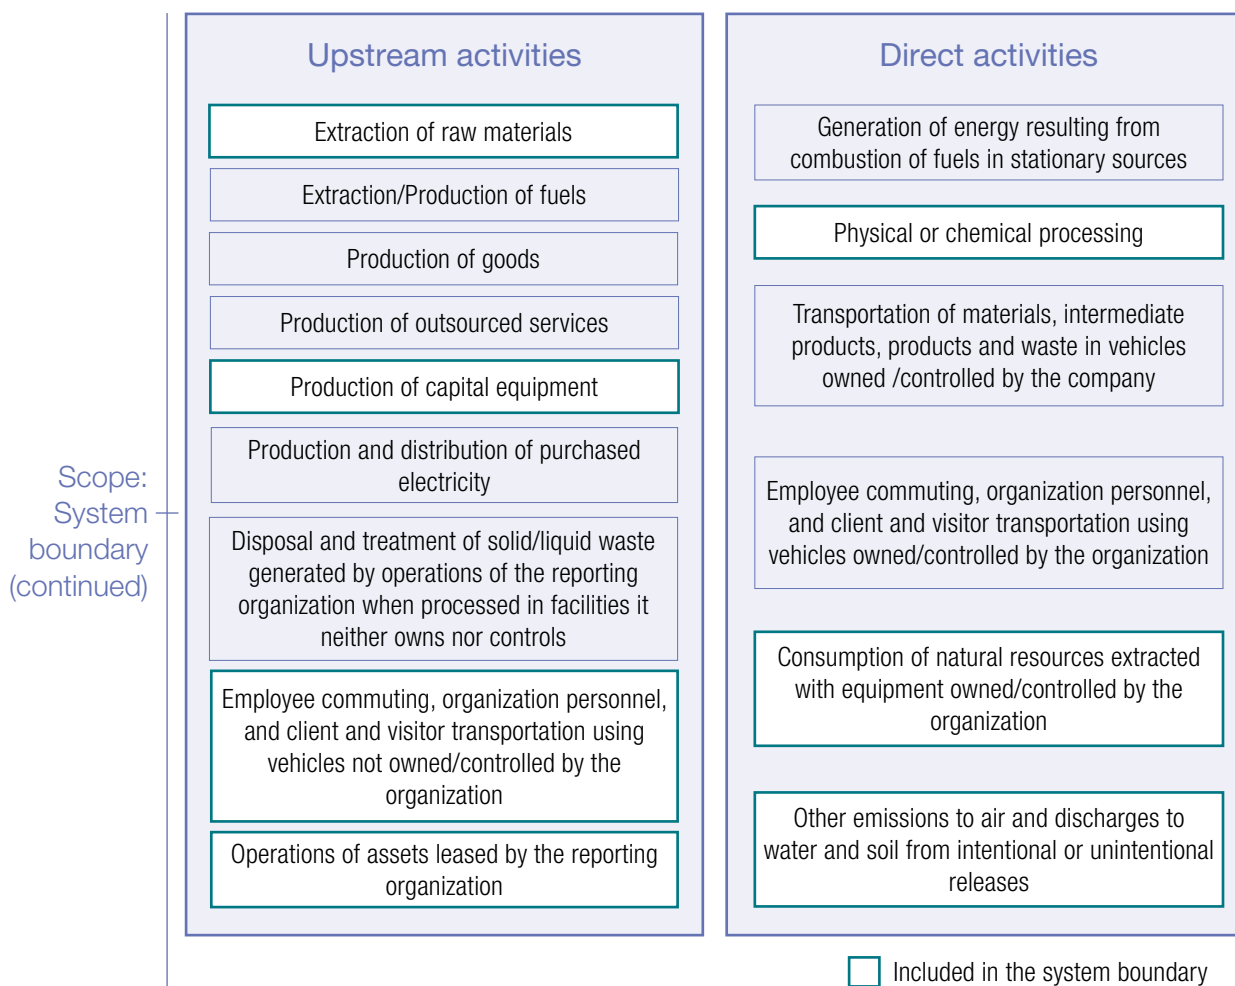 Scope:
System
boundary
(continued)
Upstream activities
Extraction of raw materials
Extraction/Production of fuels
Production of goods
Production of outsourced services
Production of capital equipment
Production and distribution of purchased
electricity
Disposal and treatment of solid/liquid waste
generated by operations of the reporting
organization when processed in facilities it
neither owns nor controls
Employee commuting, organization personnel,
and client and visitor transportation using
vehicles not owned/controlled by the
organization
Operations of assets leased by the reporting
organization
Direct activities
Generation of energy resulting from
combustion of fuels in stationary sources
Physical or chemical processing
Transportation of materials, intermediate
products, products and waste in vehicles
owned /controlled by the company
Employee commuting, organization personnel,
and client and visitor transportation using
vehicles owned/controlled by the organization
Consumption of natural resources extracted
with equipment owned/controlled by the
organization
Other emissions to air and discharges to
water and soil from intentional or unintentional
releases
Included in the system boundary